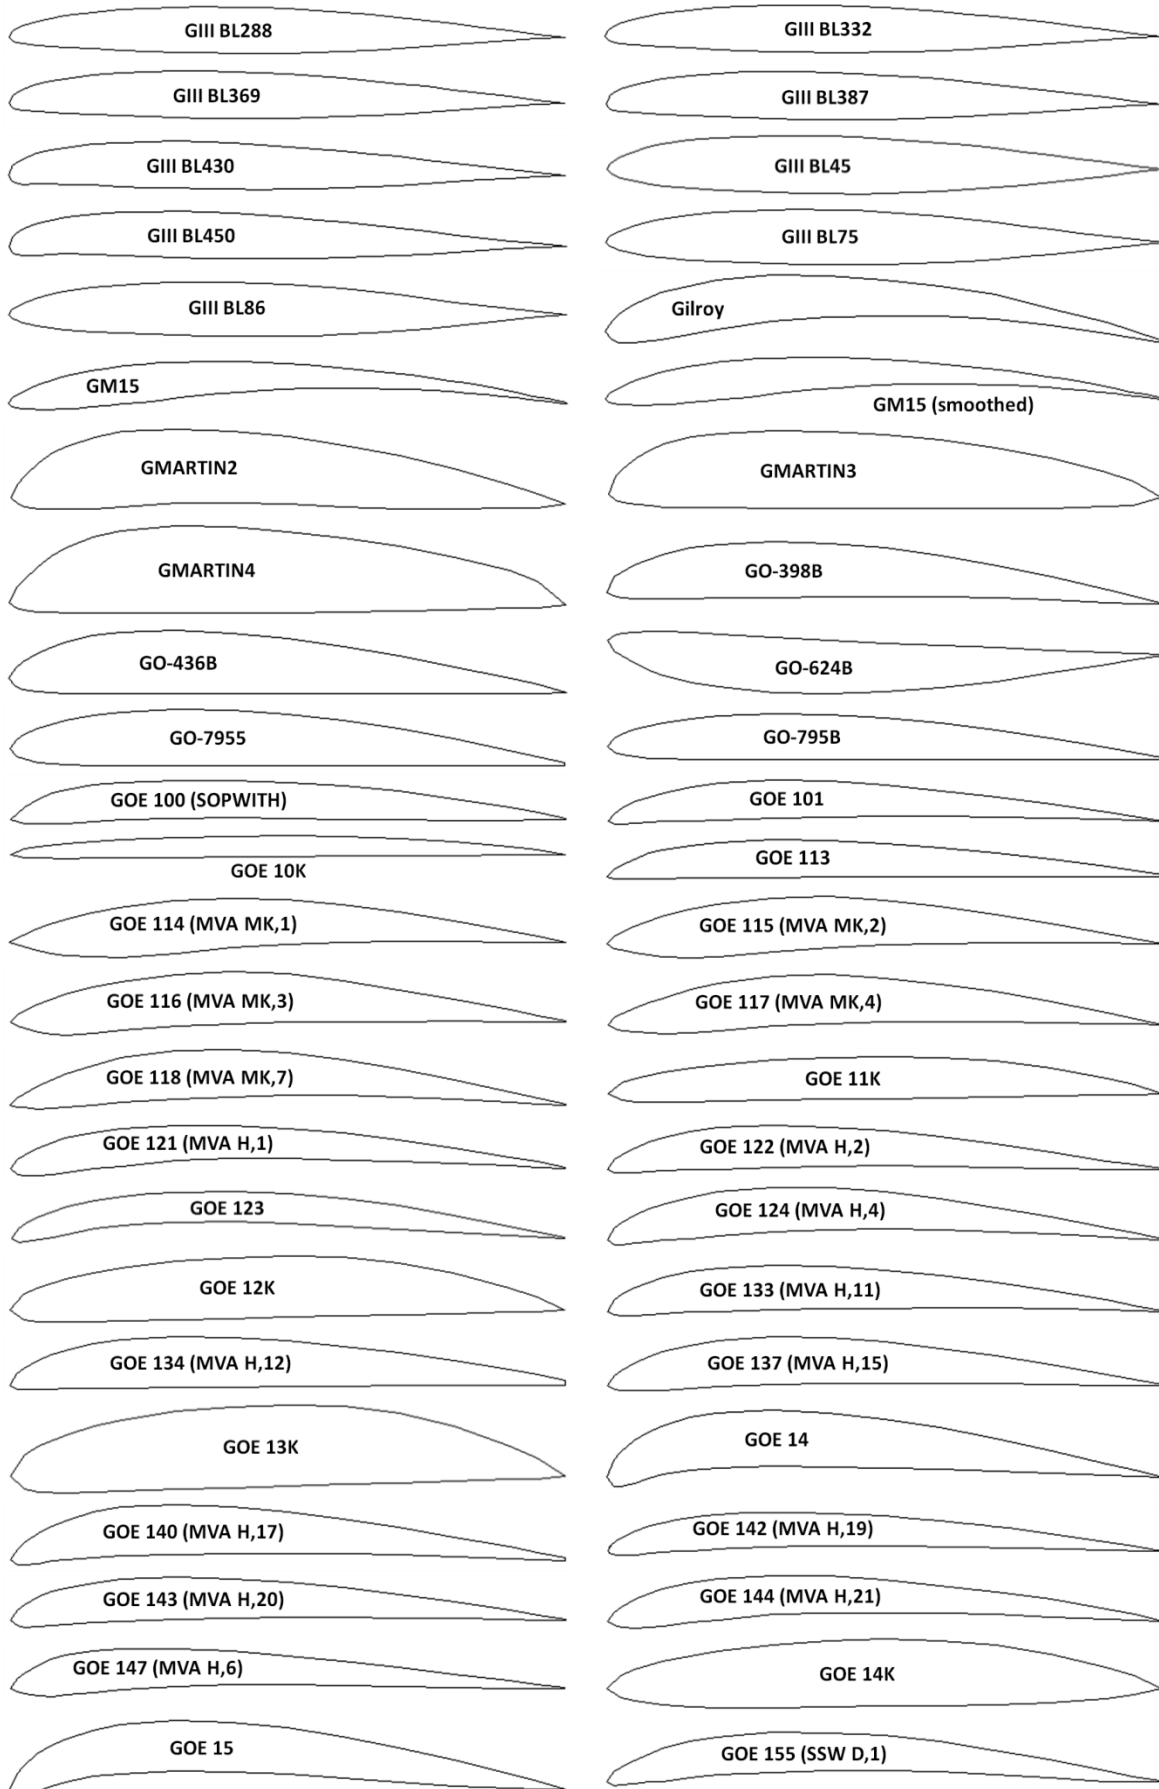 GIII BL288
GIII BL332
GIII BL369
GIII BL387
GIII BL430
GIII BL45
GIII BL450
GIII BL75
GIII BL86
Gilroy
GM15
GM15 (smoothed)
GMARTIN2
GMARTIN3
GMARTIN4
GO-398B
GO-436B
GO-624B
GO-7955
GO-795B
GOE 100 (SOPWITH)
GOE 101
GOE 10K
GOE 113
GOE 114 (MVA MK,1)
GOE 115 (MVA MK,2)
GOE 116 (MVA MK,3)
GOE 117 (MVA MK,4)
GOE 118 (MVA MK,7)
GOE 11K
GOE 121 (MVA H,1)
GOE 122 (MVA H,2)
GOE 123
GOE 124 (MVA H,4)
GOE 12K
GOE 133 (MVA H,11)
GOE 134 (MVA H,12)
GOE 137 (MVA H,15)
GOE 13K
GOE 14
GOE 140 (MVA H,17)
GOE 142 (MVA H,19)
GOE 143 (MVA H,20)
GOE 144 (MVA H,21)
GOE 147 (MVA H,6)
GOE 14K
GOE 15
GOE 155 (SSW D,1)